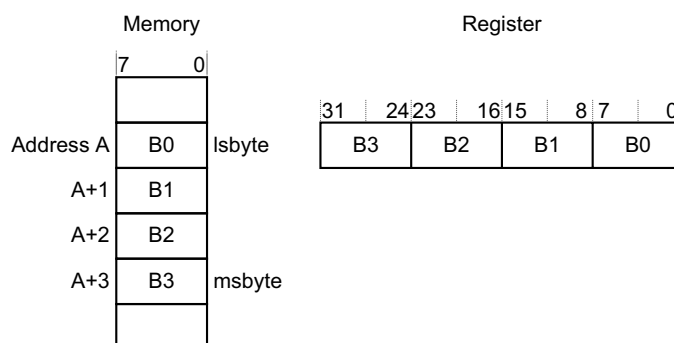 Memory
Register
7 0
31 24 23 16 15 8 7 0
Address A B0 lsbyte
B3 B2 B1 B0
A+1 B1
A+2 B2
A+3 B3 msbyte